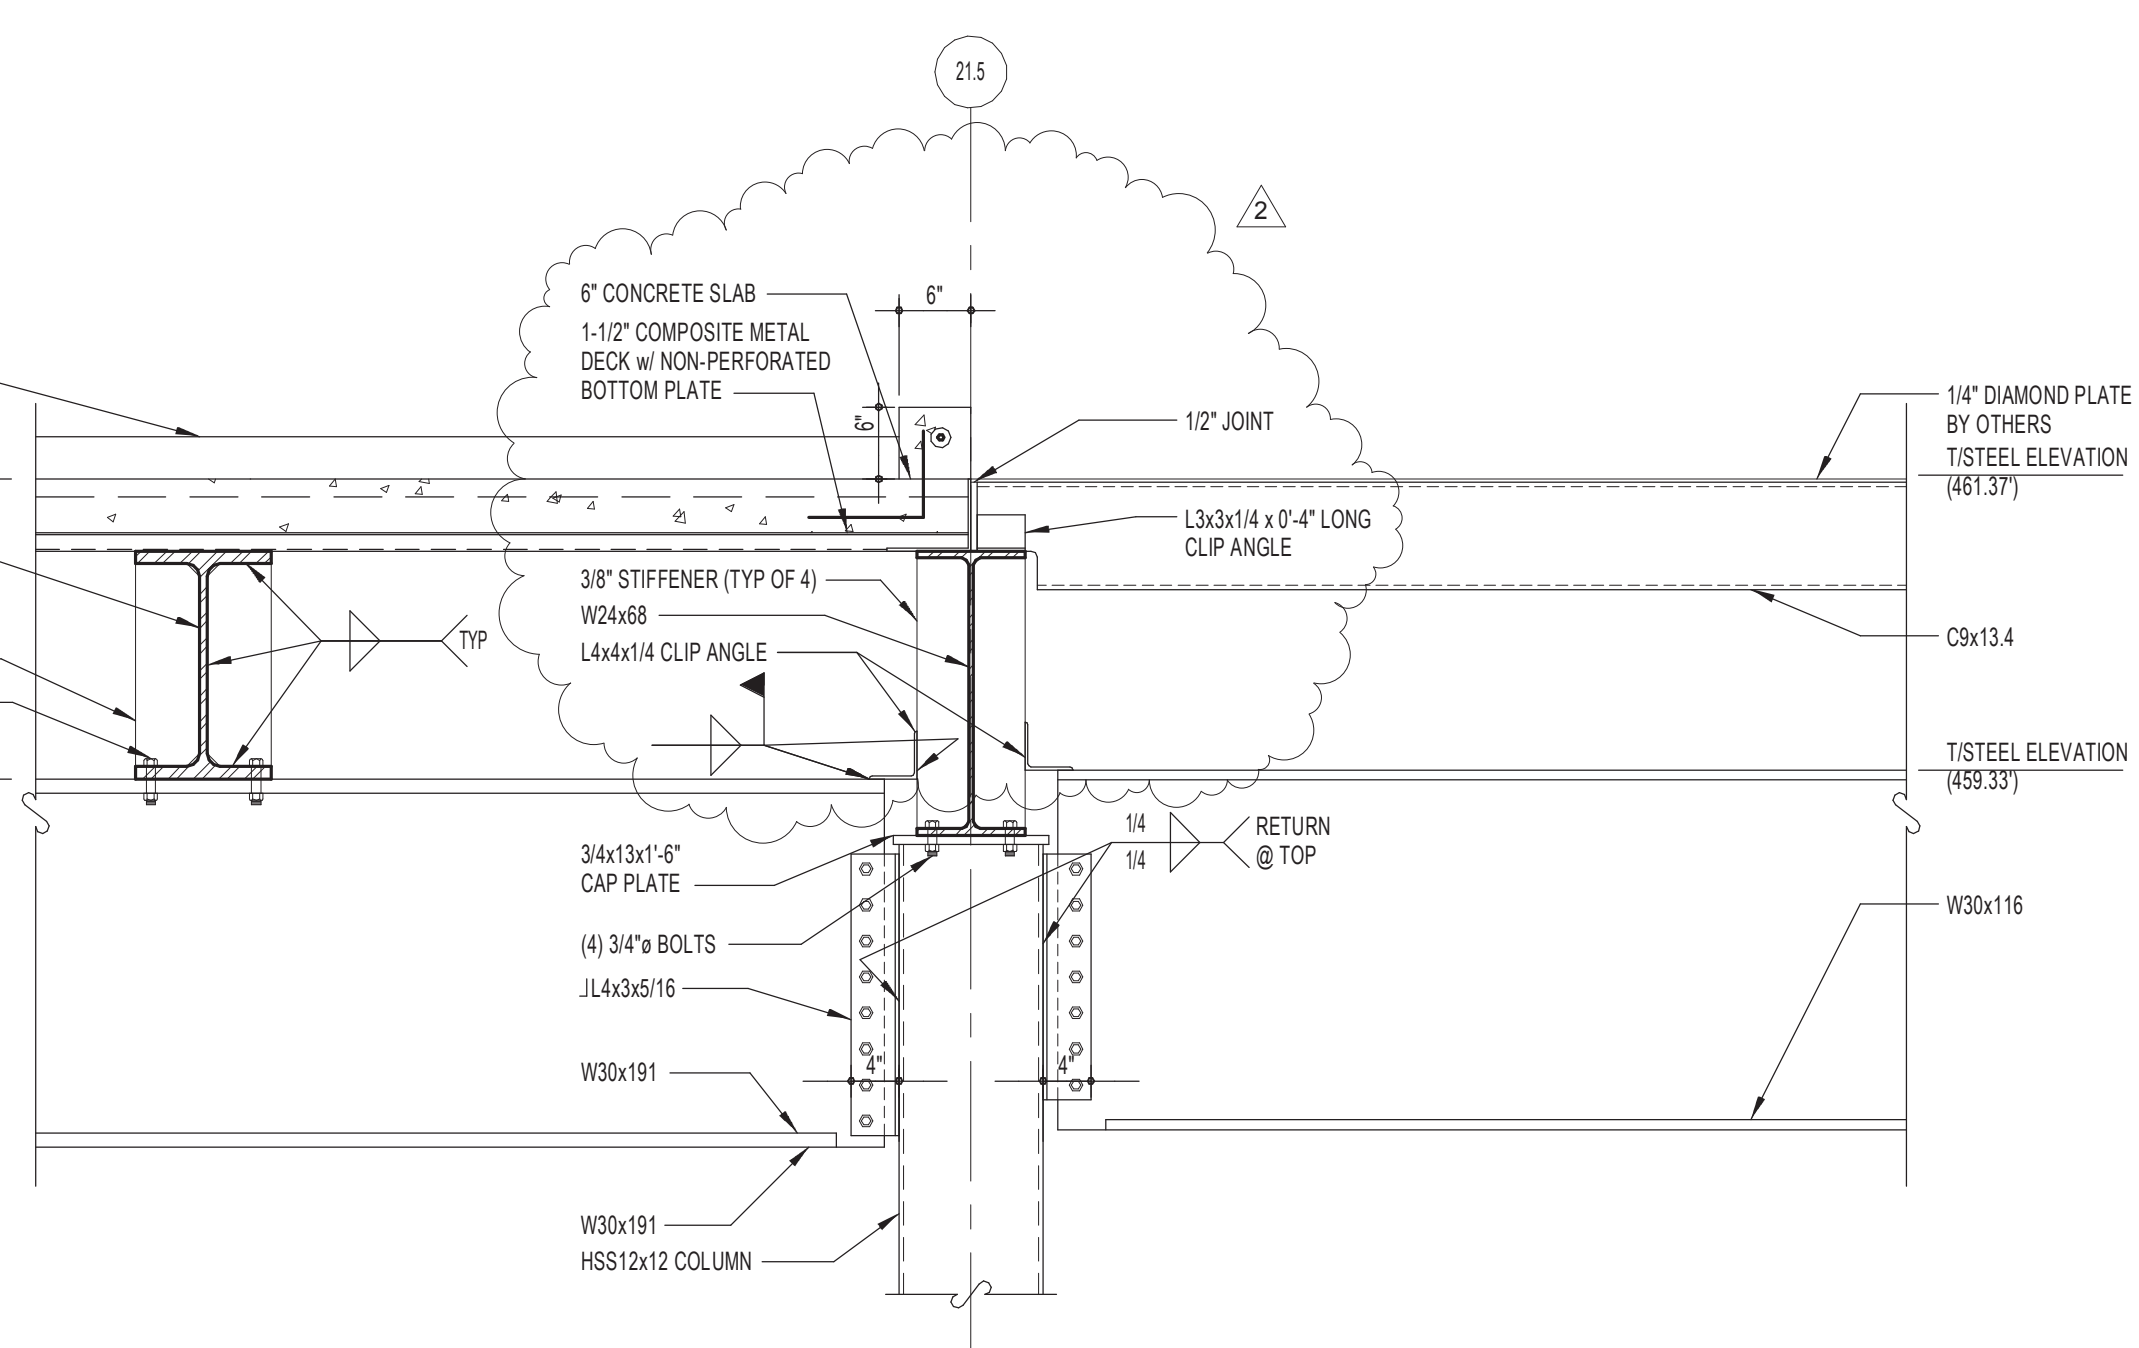 21.5
2
6" CONCRETE SLAB
6"
1-1/2" COMPOSITE METAL
DECK w/ NON-PERFORATED
BOTTOM PLATE
6"
1/2" JOINT
1/4" DIAMOND PLATE
BY OTHERS
T/STEEL ELEVATION
(461.37')
L3x3x1/4 x 0'-4" LONG
CLIP ANGLE
3/8" STIFFENER (TYP OF 4)
W24x68
L4x4x1/4 CLIP ANGLE
TYP
C9x13.4
T/STEEL ELEVATION
(459.33')
3/4x13x1'-6"
CAP PLATE
1/4
1/4
RETURN
@ TOP
(4) 3/4"ø BOLTS
⅃L4x3x5/16
W30x116
4"
4"
W30x191
W30x191
HSS12x12 COLUMN